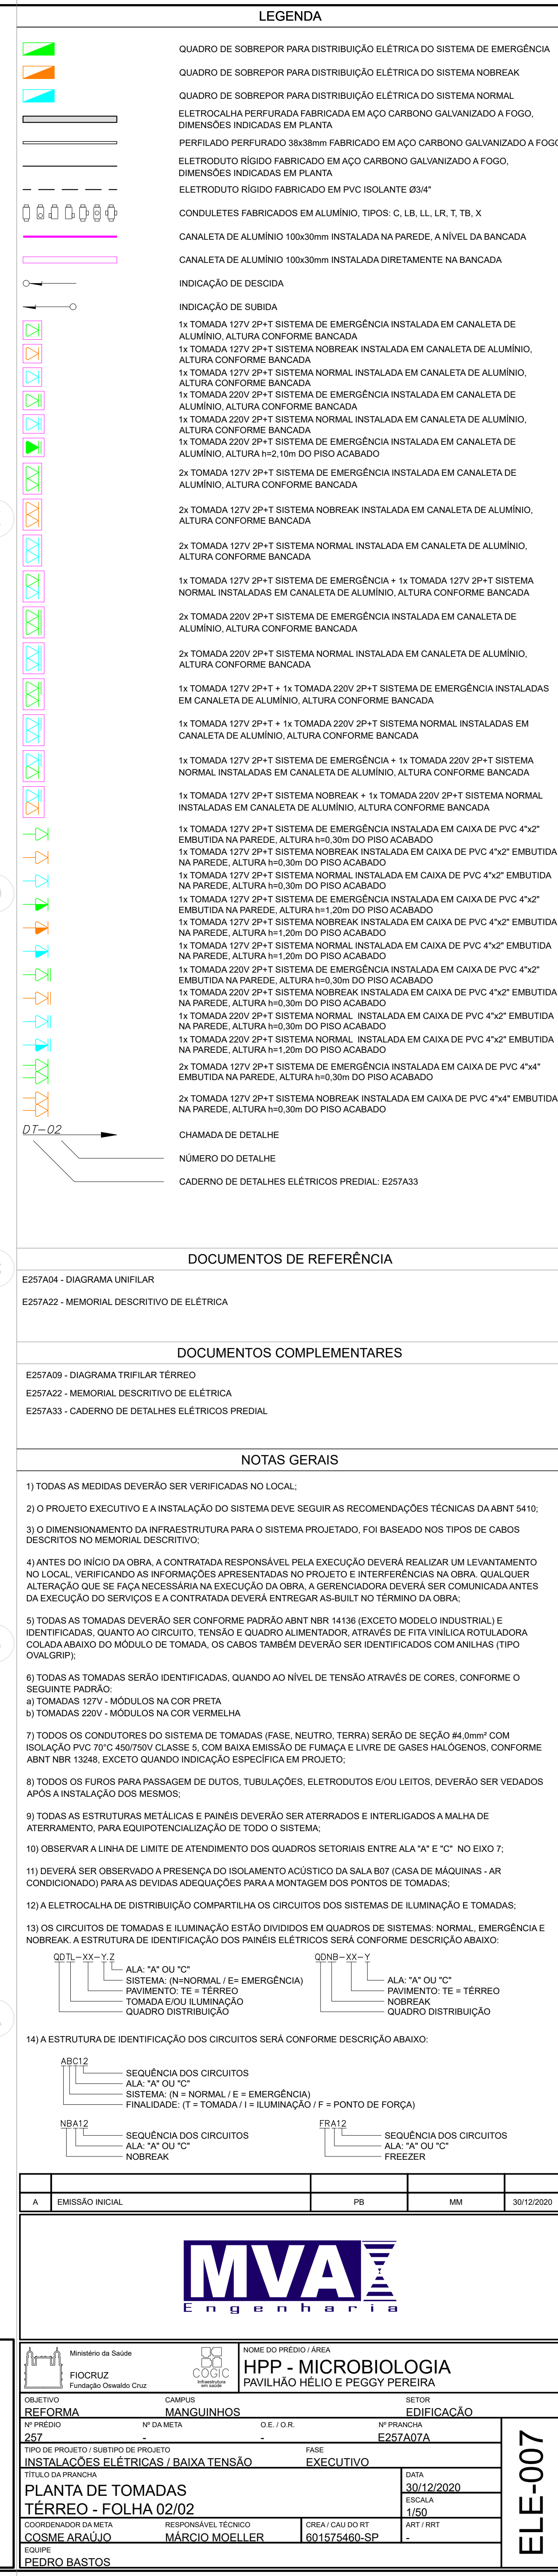 LEGENDA
QUADRO DE SOBREPOR PARA DISTRIBUIÇÃO ELÉTRICA DO SISTEMA DE EMERGÊNCIA
QUADRO DE SOBREPOR PARA DISTRIBUIÇÃO ELÉTRICA DO SISTEMA NOBREAK
QUADRO DE SOBREPOR PARA DISTRIBUIÇÃO ELÉTRICA DO SISTEMA NORMAL
ELETROCALHA PERFURADA FABRICADA EM AÇO CARBONO GALVANIZADO A FOGO,
DIMENSÕES INDICADAS EM PLANTA
PERFILADO PERFURADO 38x38mm FABRICADO EM AÇO CARBONO GALVANIZADO A FOGO
ELETRODUTO RÍGIDO FABRICADO EM AÇO CARBONO GALVANIZADO A FOGO,
DIMENSÕES INDICADAS EM PLANTA
ELETRODUTO RÍGIDO FABRICADO EM PVC ISOLANTE Ø3/4"
CONDULETES FABRICADOS EM ALUMÍNIO, TIPOS: C, LB, LL, LR, T, TB, X
CANALETA DE ALUMÍNIO 100x30mm INSTALADA NA PAREDE, A NÍVEL DA BANCADA
CANALETA DE ALUMÍNIO 100x30mm INSTALADA DIRETAMENTE NA BANCADA
INDICAÇÃO DE DESCIDA
INDICAÇÃO DE SUBIDA
1x TOMADA 127V 2P+T SISTEMA DE EMERGÊNCIA INSTALADA EM CANALETA DE
ALUMÍNIO, ALTURA CONFORME BANCADA
1x TOMADA 127V 2P+T SISTEMA NOBREAK INSTALADA EM CANALETA DE ALUMÍNIO,
ALTURA CONFORME BANCADA
1x TOMADA 127V 2P+T SISTEMA NORMAL INSTALADA EM CANALETA DE ALUMÍNIO,
ALTURA CONFORME BANCADA
1x TOMADA 220V 2P+T SISTEMA DE EMERGÊNCIA INSTALADA EM CANALETA DE
ALUMÍNIO, ALTURA CONFORME BANCADA
1x TOMADA 220V 2P+T SISTEMA NORMAL INSTALADA EM CANALETA DE ALUMÍNIO,
ALTURA CONFORME BANCADA
1x TOMADA 220V 2P+T SISTEMA DE EMERGÊNCIA INSTALADA EM CANALETA DE
ALUMÍNIO, ALTURA h=2,10m DO PISO ACABADO
2x TOMADA 127V 2P+T SISTEMA DE EMERGÊNCIA INSTALADA EM CANALETA DE
ALUMÍNIO, ALTURA CONFORME BANCADA
2x TOMADA 127V 2P+T SISTEMA NOBREAK INSTALADA EM CANALETA DE ALUMÍNIO,
ALTURA CONFORME BANCADA
2x TOMADA 127V 2P+T SISTEMA NORMAL INSTALADA EM CANALETA DE ALUMÍNIO,
ALTURA CONFORME BANCADA
1x TOMADA 127V 2P+T SISTEMA DE EMERGÊNCIA + 1x TOMADA 127V 2P+T SISTEMA
NORMAL INSTALADAS EM CANALETA DE ALUMÍNIO, ALTURA CONFORME BANCADA
2x TOMADA 220V 2P+T SISTEMA DE EMERGÊNCIA INSTALADA EM CANALETA DE
ALUMÍNIO, ALTURA CONFORME BANCADA
2x TOMADA 220V 2P+T SISTEMA NORMAL INSTALADA EM CANALETA DE ALUMÍNIO,
ALTURA CONFORME BANCADA
1x TOMADA 127V 2P+T + 1x TOMADA 220V 2P+T SISTEMA DE EMERGÊNCIA INSTALADAS
EM CANALETA DE ALUMÍNIO, ALTURA CONFORME BANCADA
1x TOMADA 127V 2P+T + 1x TOMADA 220V 2P+T SISTEMA NORMAL INSTALADAS EM
CANALETA DE ALUMÍNIO, ALTURA CONFORME BANCADA
1x TOMADA 127V 2P+T SISTEMA DE EMERGÊNCIA + 1x TOMADA 220V 2P+T SISTEMA
NORMAL INSTALADAS EM CANALETA DE ALUMÍNIO, ALTURA CONFORME BANCADA
1x TOMADA 127V 2P+T SISTEMA NOBREAK + 1x TOMADA 220V 2P+T SISTEMA NORMAL
INSTALADAS EM CANALETA DE ALUMÍNIO, ALTURA CONFORME BANCADA
1x TOMADA 127V 2P+T SISTEMA DE EMERGÊNCIA INSTALADA EM CAIXA DE PVC 4"x2"
EMBUTIDA NA PAREDE, ALTURA h=0,30m DO PISO ACABADO
1x TOMADA 127V 2P+T SISTEMA NOBREAK INSTALADA EM CAIXA DE PVC 4"x2" EMBUTIDA
NA PAREDE, ALTURA h=0,30m DO PISO ACABADO
1x TOMADA 127V 2P+T SISTEMA NORMAL INSTALADA EM CAIXA DE PVC 4"x2" EMBUTIDA
NA PAREDE, ALTURA h=0,30m DO PISO ACABADO
1x TOMADA 127V 2P+T SISTEMA DE EMERGÊNCIA INSTALADA EM CAIXA DE PVC 4"x2"
EMBUTIDA NA PAREDE, ALTURA h=1,20m DO PISO ACABADO
1x TOMADA 127V 2P+T SISTEMA NOBREAK INSTALADA EM CAIXA DE PVC 4"x2" EMBUTIDA
NA PAREDE, ALTURA h=1,20m DO PISO ACABADO
1x TOMADA 127V 2P+T SISTEMA NORMAL INSTALADA EM CAIXA DE PVC 4"x2" EMBUTIDA
NA PAREDE, ALTURA h=1,20m DO PISO ACABADO
1x TOMADA 220V 2P+T SISTEMA DE EMERGÊNCIA INSTALADA EM CAIXA DE PVC 4"x2"
EMBUTIDA NA PAREDE, ALTURA h=0,30m DO PISO ACABADO
1x TOMADA 220V 2P+T SISTEMA NOBREAK INSTALADA EM CAIXA DE PVC 4"x2" EMBUTIDA
NA PAREDE, ALTURA h=0,30m DO PISO ACABADO
1x TOMADA 220V 2P+T SISTEMA NORMAL INSTALADA EM CAIXA DE PVC 4"x2" EMBUTIDA
NA PAREDE, ALTURA h=0,30m DO PISO ACABADO
1x TOMADA 220V 2P+T SISTEMA NORMAL INSTALADA EM CAIXA DE PVC 4"x2" EMBUTIDA
NA PAREDE, ALTURA h=1,20m DO PISO ACABADO
2x TOMADA 127V 2P+T SISTEMA DE EMERGÊNCIA INSTALADA EM CAIXA DE PVC 4"x4"
EMBUTIDA NA PAREDE, ALTURA h=0,30m DO PISO ACABADO
2x TOMADA 127V 2P+T SISTEMA NOBREAK INSTALADA EM CAIXA DE PVC 4"x4" EMBUTIDA
NA PAREDE, ALTURA h=0,30m DO PISO ACABADO
DT-02
CHAMADA DE DETALHE
NÚMERO DO DETALHE
CADERNO DE DETALHES ELÉTRICOS PREDIAL: E257A33
DOCUMENTOS DE REFERÊNCIA
E257A04 - DIAGRAMA UNIFILAR
E257A22 - MEMORIAL DESCRITIVO DE ELÉTRICA
DOCUMENTOS COMPLEMENTARES
E257A09 - DIAGRAMA TRIFILAR TÉRREO
E257A22 - MEMORIAL DESCRITIVO DE ELÉTRICA
E257A33 - CADERNO DE DETALHES ELÉTRICOS PREDIAL
NOTAS GERAIS
1) TODAS AS MEDIDAS DEVERÃO SER VERIFICADAS NO LOCAL;
2) O PROJETO EXECUTIVO E A INSTALAÇÃO DO SISTEMA DEVE SEGUIR AS RECOMENDAÇÕES TÉCNICAS DA ABNT 5410;
3) O DIMENSIONAMENTO DA INFRAESTRUTURA PARA O SISTEMA PROJETADO, FOI BASEADO NOS TIPOS DE CABOS
DESCRITOS NO MEMORIAL DESCRITIVO;
4) ANTES DO INÍCIO DA OBRA, A CONTRATADA RESPONSÁVEL PELA EXECUÇÃO DEVERÁ REALIZAR UM LEVANTAMENTO
NO LOCAL, VERIFICANDO AS INFORMAÇÕES APRESENTADAS NO PROJETO E INTERFERÊNCIAS NA OBRA. QUALQUER
ALTERAÇÃO QUE SE FAÇA NECESSÁRIA NA EXECUÇÃO DA OBRA, A GERENCIADORA DEVERÁ SER COMUNICADA ANTES
DA EXECUÇÃO DO SERVIÇOS E A CONTRATADA DEVERÁ ENTREGAR AS-BUILT NO TÉRMINO DA OBRA;
5) TODAS AS TOMADAS DEVERÃO SER CONFORME PADRÃO ABNT NBR 14136 (EXCETO MODELO INDUSTRIAL) E
IDENTIFICADAS, QUANTO AO CIRCUITO, TENSÃO E QUADRO ALIMENTADOR, ATRAVÉS DE FITA VINÍLICA ROTULADORA
COLADA ABAIXO DO MÓDULO DE TOMADA, OS CABOS TAMBÉM DEVERÃO SER IDENTIFICADOS COM ANILHAS (TIPO
OVALGRIP);
6) TODAS AS TOMADAS SERÃO IDENTIFICADAS, QUANDO AO NÍVEL DE TENSÃO ATRAVÉS DE CORES, CONFORME O
SEGUINTE PADRÃO:
a) TOMADAS 127V - MÓDULOS NA COR PRETA
b) TOMADAS 220V - MÓDULOS NA COR VERMELHA
7) TODOS OS CONDUTORES DO SISTEMA DE TOMADAS (FASE, NEUTRO, TERRA) SERÃO DE SEÇÃO #4,0mm² COM
ISOLAÇÃO PVC 70°C 450/750V CLASSE 5, COM BAIXA EMISSÃO DE FUMAÇA E LIVRE DE GASES HALÓGENOS, CONFORME
ABNT NBR 13248, EXCETO QUANDO INDICAÇÃO ESPECÍFICA EM PROJETO;
8) TODOS OS FUROS PARA PASSAGEM DE DUTOS, TUBULAÇÕES, ELETRODUTOS E/OU LEITOS, DEVERÃO SER VEDADOS
APÓS A INSTALAÇÃO DOS MESMOS;
9) TODAS AS ESTRUTURAS METÁLICAS E PAINÉIS DEVERÃO SER ATERRADOS E INTERLIGADOS A MALHA DE
ATERRAMENTO, PARA EQUIPOTENCIALIZAÇÃO DE TODO O SISTEMA;
10) OBSERVAR A LINHA DE LIMITE DE ATENDIMENTO DOS QUADROS SETORIAIS ENTRE ALA "A" E "C" NO EIXO 7;
11) DEVERÁ SER OBSERVADO A PRESENÇA DO ISOLAMENTO ACÚSTICO DA SALA B07 (CASA DE MÁQUINAS - AR
CONDICIONADO) PARA AS DEVIDAS ADEQUAÇÕES PARA A MONTAGEM DOS PONTOS DE TOMADAS;
12) A ELETROCALHA DE DISTRIBUIÇÃO COMPARTILHA OS CIRCUITOS DOS SISTEMAS DE ILUMINAÇÃO E TOMADAS;
13) OS CIRCUITOS DE TOMADAS E ILUMINAÇÃO ESTÃO DIVIDIDOS EM QUADROS DE SISTEMAS: NORMAL, EMERGÊNCIA E
NOBREAK. A ESTRUTURA DE IDENTIFICAÇÃO DOS PAINÉIS ELÉTRICOS SERÁ CONFORME DESCRIÇÃO ABAIXO:
QDTL-XX-Y.Z
ALA: "A" OU "C"
SISTEMA: (N=NORMAL / E= EMERGÊNCIA)
PAVIMENTO: TE = TÉRREO
TOMADA E/OU ILUMINAÇÃO
QUADRO DISTRIBUIÇÃO
QDNB-XX-Y
ALA: "A" OU "C"
PAVIMENTO: TE = TÉRREO
NOBREAK
QUADRO DISTRIBUIÇÃO
14) A ESTRUTURA DE IDENTIFICAÇÃO DOS CIRCUITOS SERÁ CONFORME DESCRIÇÃO ABAIXO:
ABC12
SEQUÊNCIA DOS CIRCUITOS
ALA: "A" OU "C"
SISTEMA: (N = NORMAL / E = EMERGÊNCIA)
FINALIDADE: (T = TOMADA / I = ILUMINAÇÃO / F = PONTO DE FORÇA)
NBA12
SEQUÊNCIA DOS CIRCUITOS
ALA: "A" OU "C"
NOBREAK
FRA12
SEQUÊNCIA DOS CIRCUITOS
ALA: "A" OU "C"
FREEZER
A EMISSÃO INICIAL PB MM 30/12/2020
MVA
Engenharia
Ministério da Saúde
FIOCRUZ
Fundação Oswaldo Cruz
COGIC
Infraestrutura
em saúde
NOME DO PRÉDIO / ÁREA
HPP - MICROBIOLOGIA
PAVILHÃO HÉLIO E PEGGY PEREIRA
OBJETIVO CAMPUS SETOR
REFORMA MANGUINHOS EDIFICAÇÃO
Nº PRÉDIO Nº DA META O.E. / O.R. Nº PRANCHA
257 - - E257A07A
TIPO DE PROJETO / SUBTIPO DE PROJETO FASE
INSTALAÇÕES ELÉTRICAS / BAIXA TENSÃO EXECUTIVO
TÍTULO DA PRANCHA
PLANTA DE TOMADAS
TÉRREO - FOLHA 02/02
DATA
30/12/2020
ESCALA
1/50
COORDENADOR DA META RESPONSÁVEL TÉCNICO CREA / CAU DO RT ART / RRT
COSME ARAÚJO MÁRCIO MOELLER 601575460-SP -
EQUIPE
PEDRO BASTOS
ELE-007